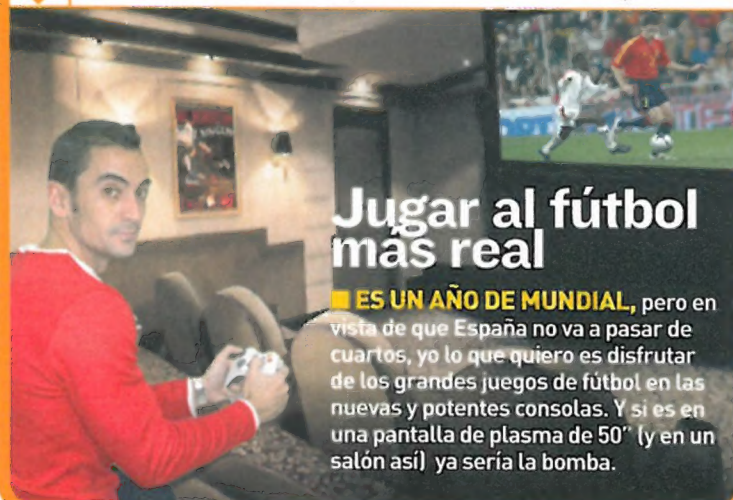 Jugar al fútbol
más real
ES UN AÑO DE MUNDIAL, pero en
vista de que España no va a pasar de
cuartos, yo lo que quiero es disfrutar
de los grandes juegos de fútbol en las
nuevas y potentes consolas. Y si es en
una pantalla de plasma de 50" (y en un
salón así) ya sería la bomba.